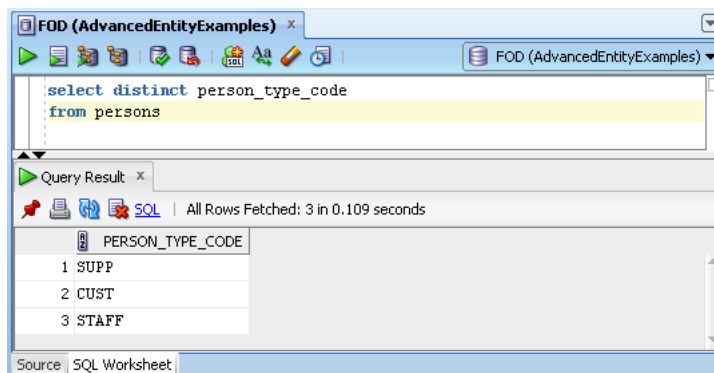 FOD (AdvancedEntityExamples) x
FOD (AdvancedEntityExamples)
select distinct person_type_code
from persons
Query Result x
SQL | All Rows Fetched: 3 in 0.109 seconds
PERSON_TYPE_CODE
1 SUPP
2 CUST
3 STAFF
Source SQL Worksheet